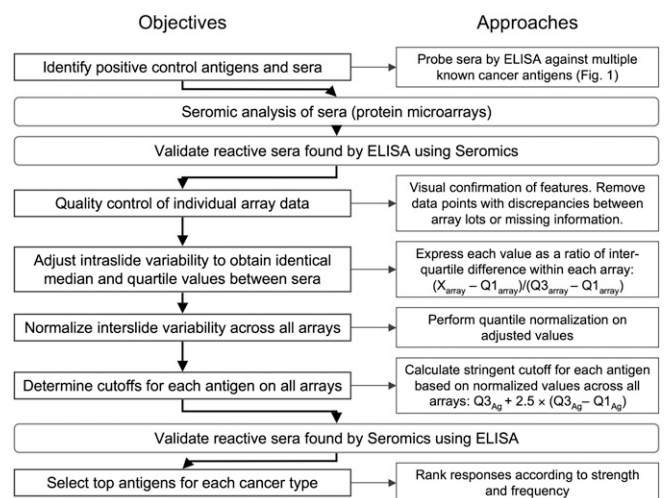 Objectives
Approaches
Identify positive control antigens and sera
Probe sera by ELISA against multiple
known cancer antigens (Fig. 1)
Seromic analysis of sera (protein microarrays)
Validate reactive sera found by ELISA using Seromics
Quality control of individual array data
Visual confirmation of features. Remove
data points with discrepancies between
array lots or missing information.
Adjust intraslide variability to obtain identical
median and quartile values between sera
Express each value as a ratio of inter-
quartile difference within each array:
(Xarray – Q1array)/(Q3array – Q1array)
Normalize interslide variability across all arrays
Perform quantile normalization on
adjusted values
Determine cutoffs for each antigen on all arrays
Calculate stringent cutoff for each antigen
based on normalized values across all
arrays: Q3Ag + 2.5 × (Q3Ag– Q1Ag)
Validate reactive sera found by Seromics using ELISA
Select top antigens for each cancer type
Rank responses according to strength
and frequency